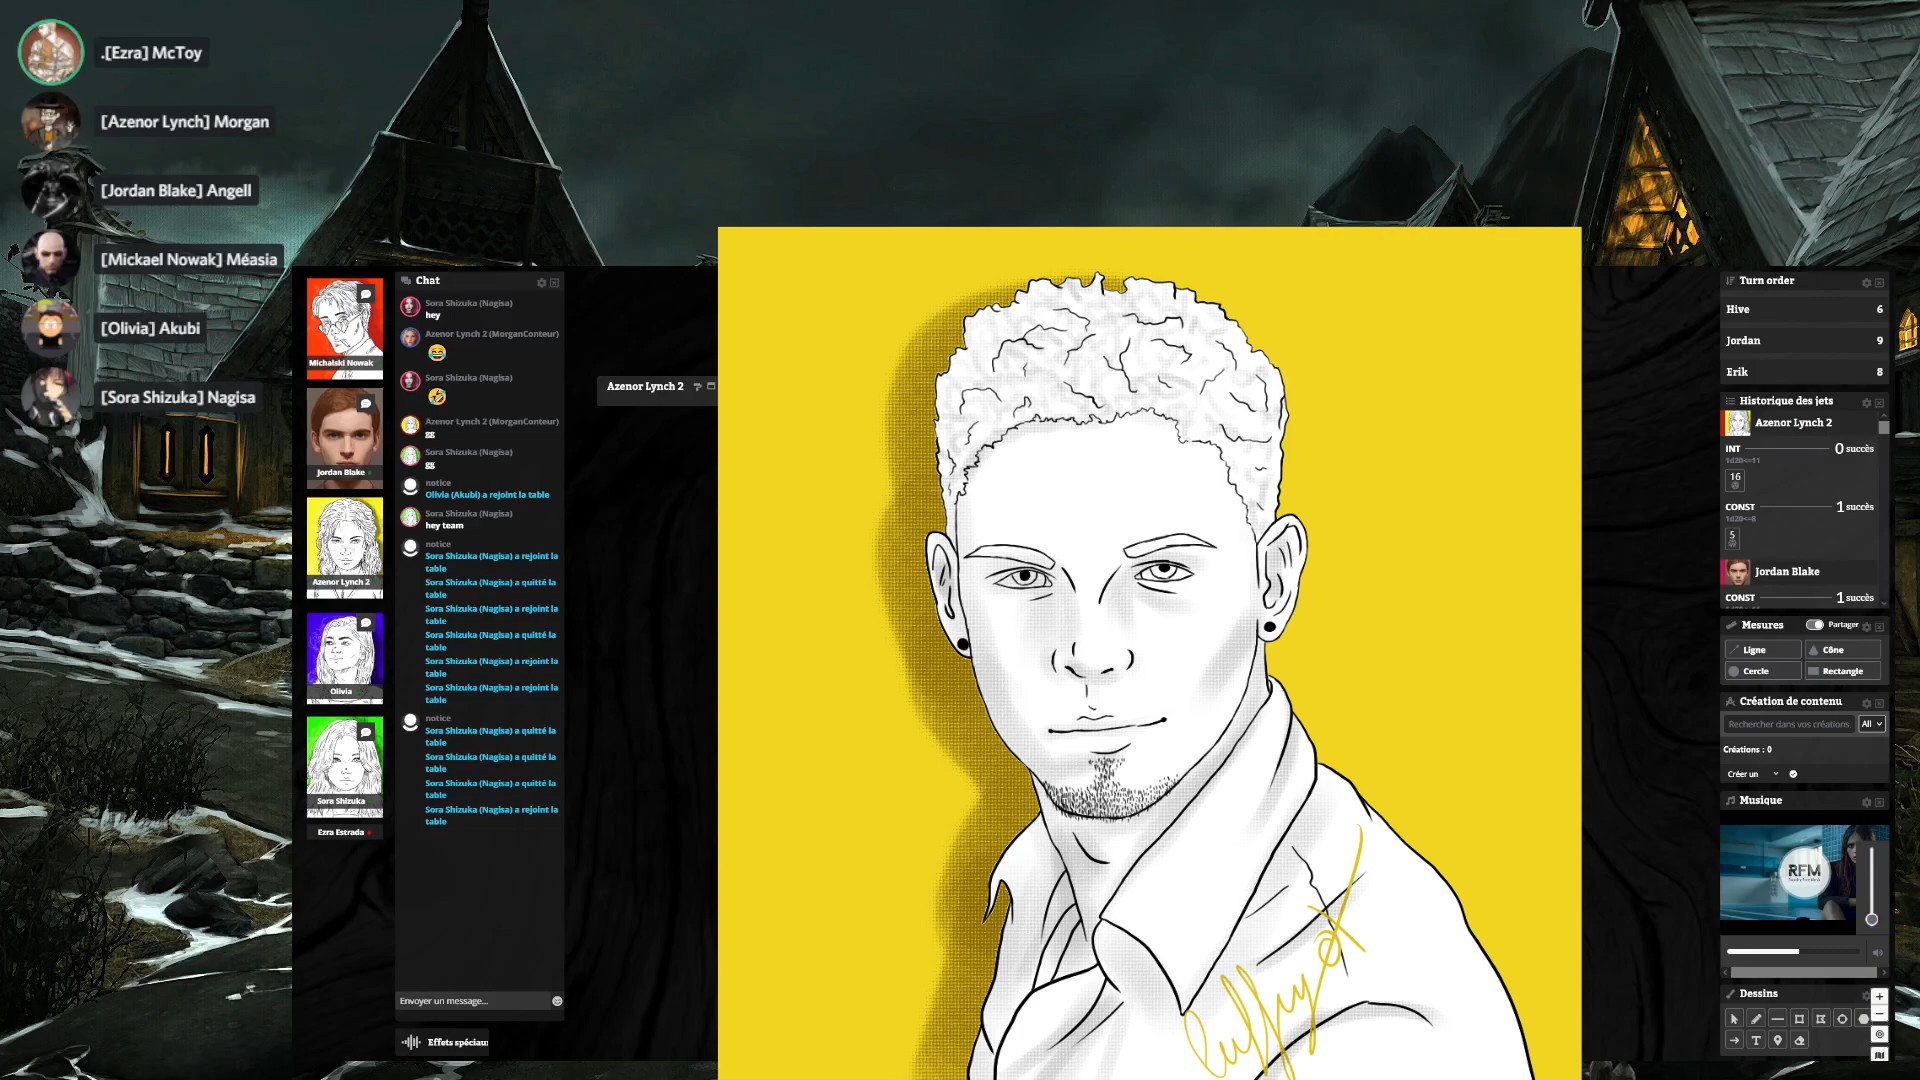 .[Ezra] McToy
[Azenor Lynch] Morgan
[Jordan Blake] Angell
[Mickael Nowak] Méasia
[Olivia] Akubi
[Sora Shizuka] Nagisa
Michalski Nowak
Jordan Blake
Azenor Lynch 2
Olivia
Sora Shizuka
Ezra Estrada
Chat
Sora Shizuka (Nagisa)
hey
Azenor Lynch 2 (MorganConteur)
😂
Sora Shizuka (Nagisa)
🤣
Azenor Lynch 2 (MorganConteur)
gg
Sora Shizuka (Nagisa)
gg
notice
Olivia (Akubi) a rejoint la table
Sora Shizuka (Nagisa)
hey team
notice
Sora Shizuka (Nagisa) a rejoint la
table
Sora Shizuka (Nagisa) a quitté la
table
Sora Shizuka (Nagisa) a rejoint la
table
Sora Shizuka (Nagisa) a quitté la
table
Sora Shizuka (Nagisa) a rejoint la
table
Sora Shizuka (Nagisa) a rejoint la
table
notice
Sora Shizuka (Nagisa) a quitté la
table
Sora Shizuka (Nagisa) a quitté la
table
Sora Shizuka (Nagisa) a quitté la
table
Sora Shizuka (Nagisa) a rejoint la
table
Envoyer un message...
Effets spéciau
Azenor Lynch 2
Turn order
Hive 6
Jordan 9
Erik 8
Historique des jets
Azenor Lynch 2
INT 0 succès
1d20<=11
16
CONST 1 succès
1d20<=8
5
Jordan Blake
CONST 1 succès
Mesures Partager
Ligne Cône
Cercle Rectangle
Création de contenu
Rechercher dans vos créations All
Créations : 0
Créer un
Musique
RFM
Dessins
T